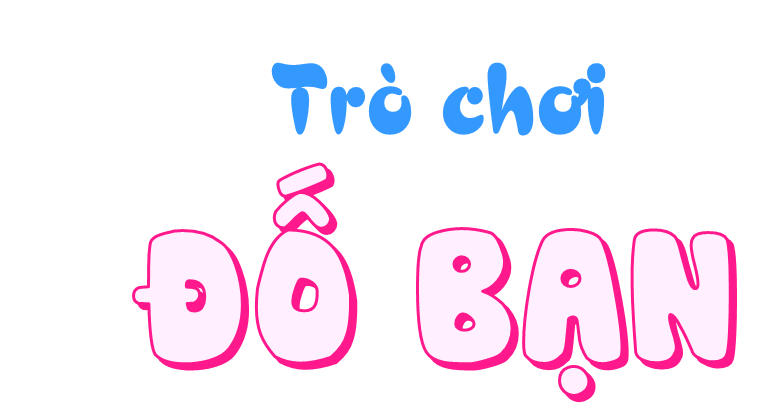 Trò chơi
ĐỐ BẠN